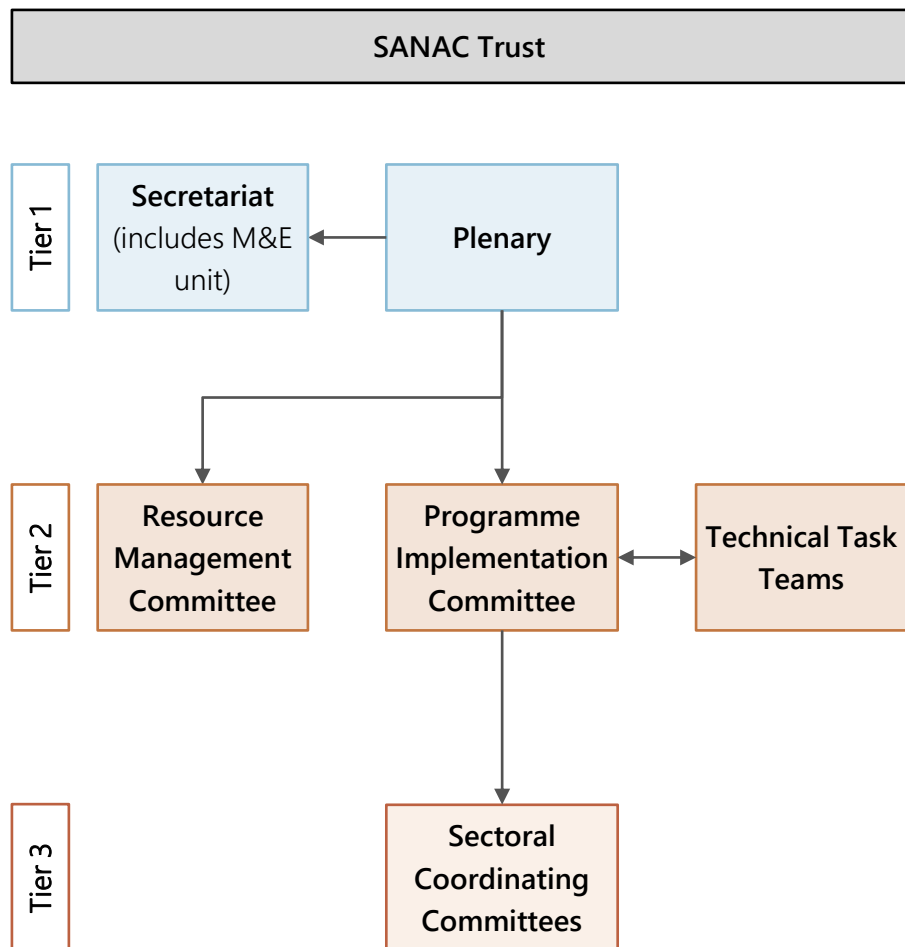 SANAC Trust
Tier 1
Secretariat
(includes M&E
unit)
Plenary
Tier 2
Resource
Management
Committee
Programme
Implementation
Committee
Technical Task
Teams
Tier 3
Sectoral
Coordinating
Committees